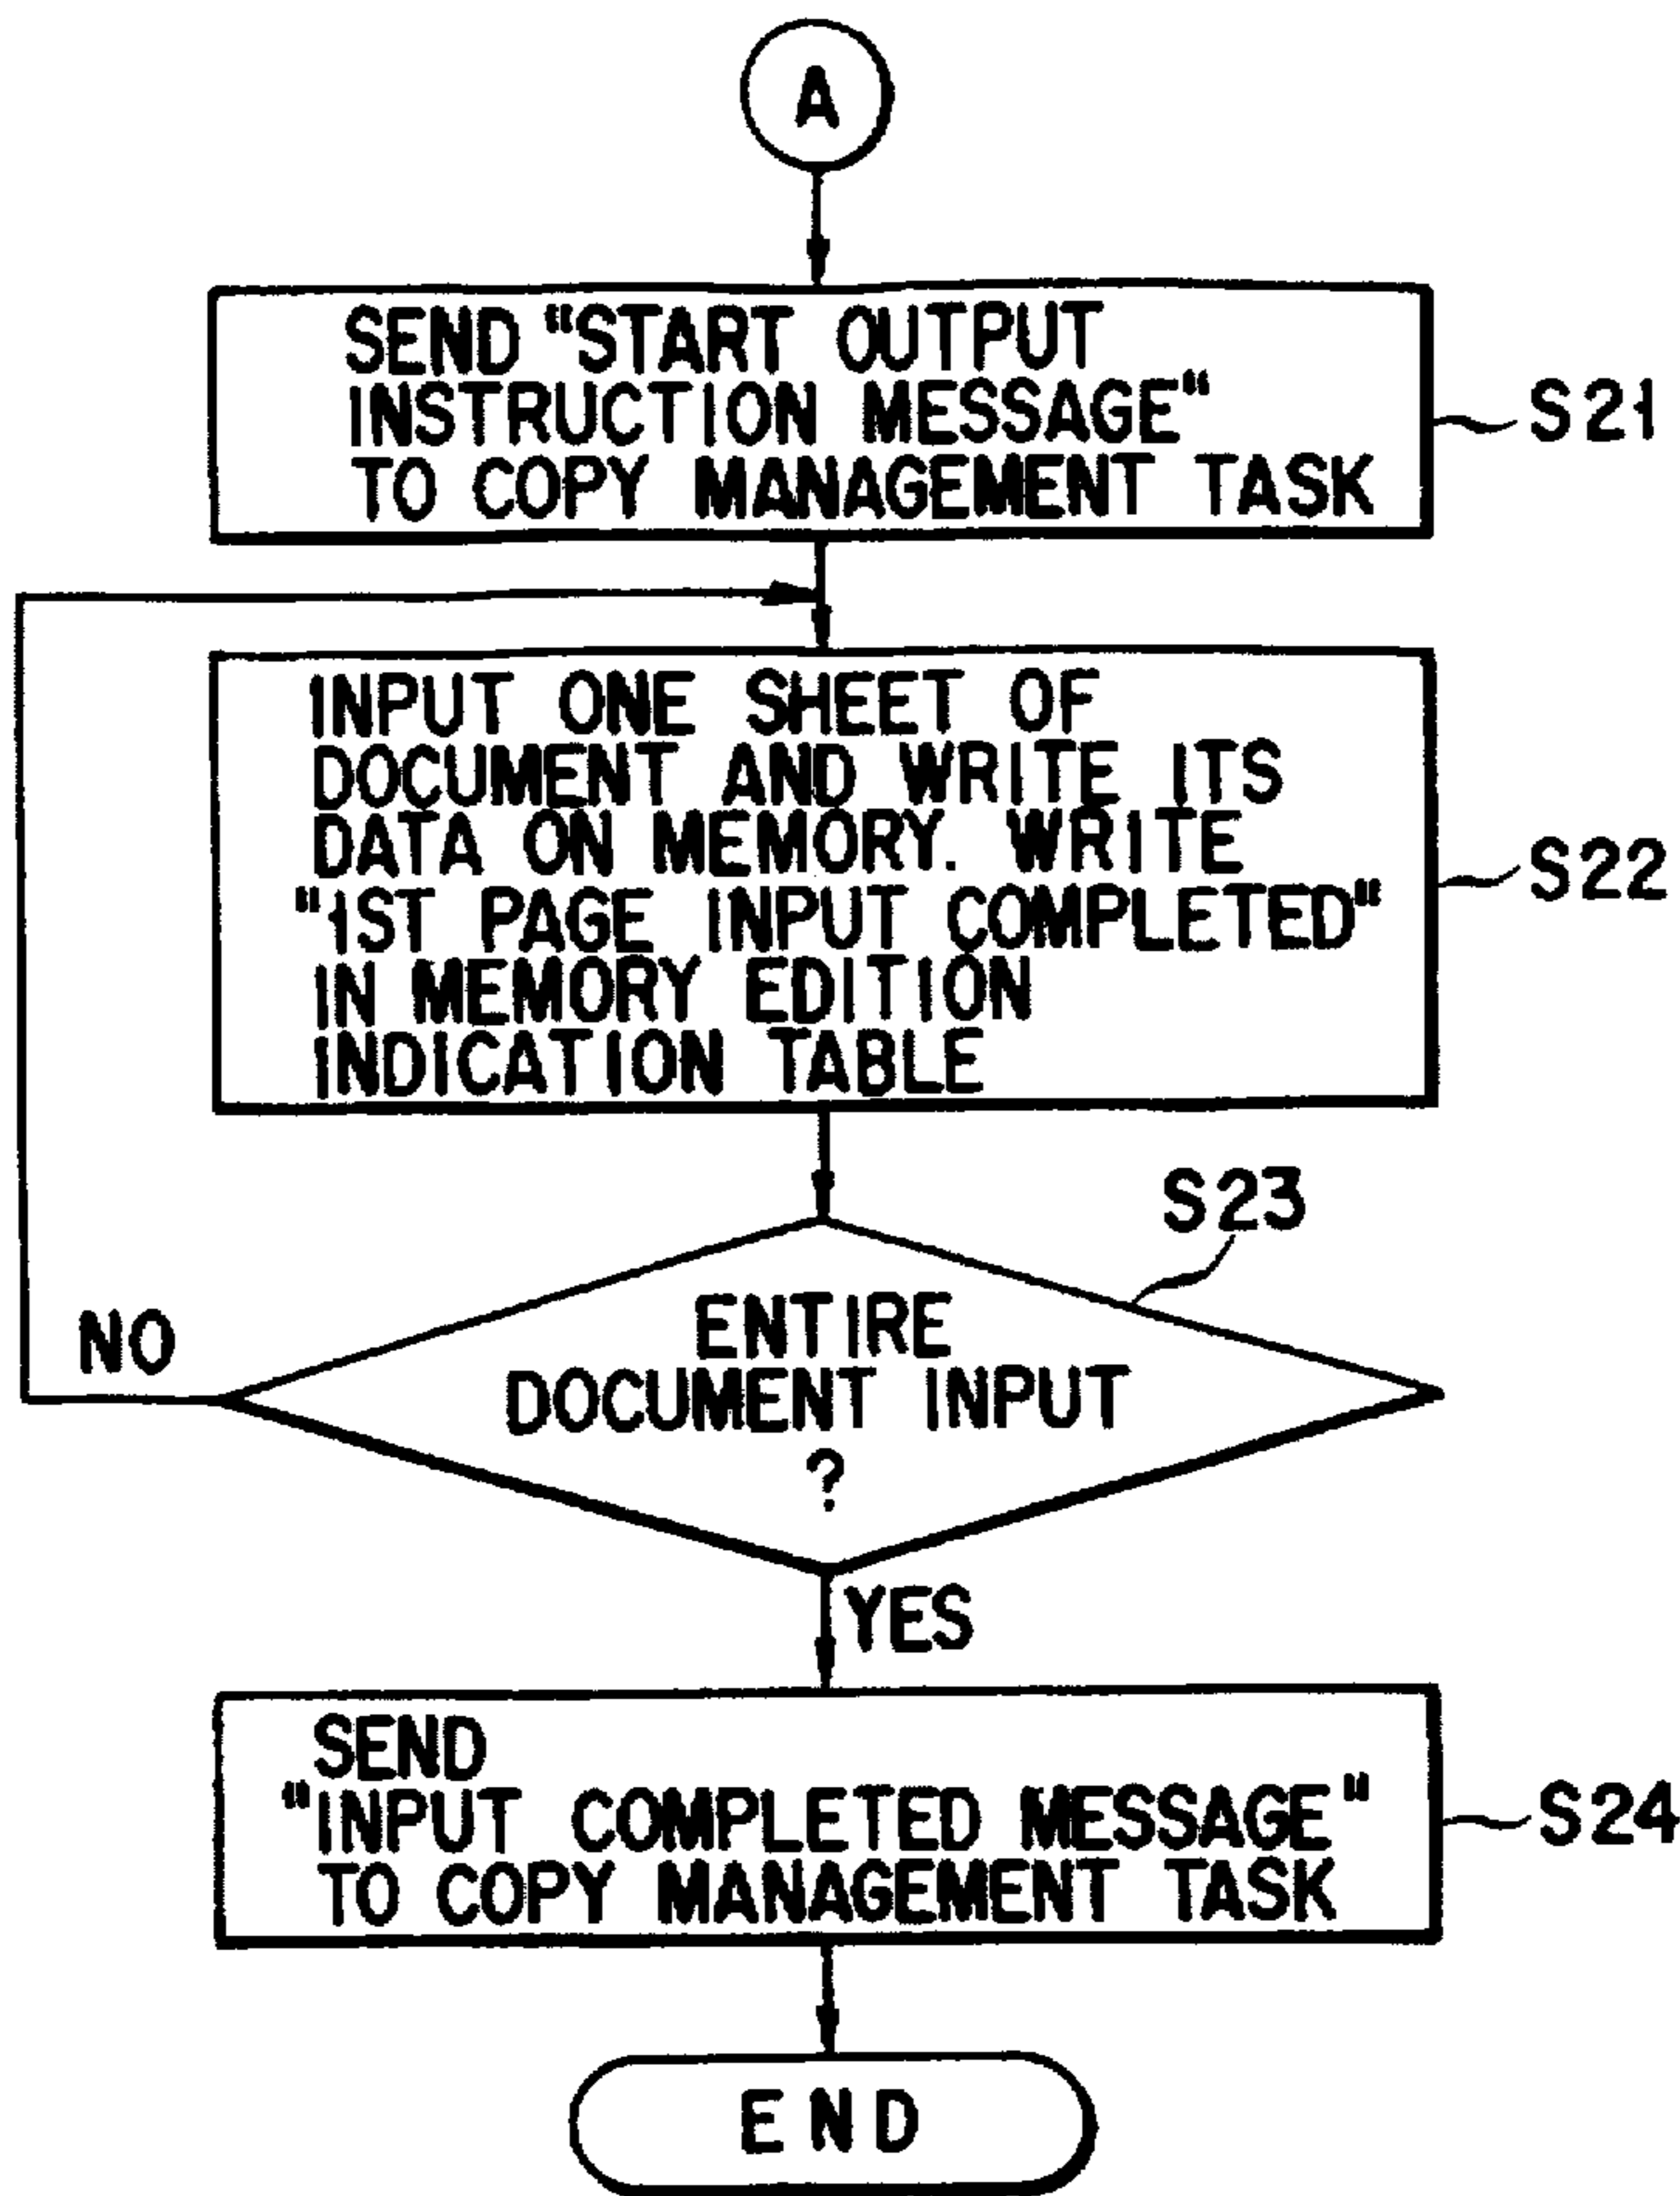 A
SEND "START OUTPUT
INSTRUCTION MESSAGE"
TO COPY MANAGEMENT TASK
S21
INPUT ONE SHEET OF
DOCUMENT AND WRITE ITS
DATA ON MEMORY. WRITE
"1ST PAGE INPUT COMPLETED"
IN MEMORY EDITION
INDICATION TABLE
S22
S23
ENTIRE
DOCUMENT INPUT
?
NO
YES
SEND
"INPUT COMPLETED MESSAGE"
TO COPY MANAGEMENT TASK
S24
END